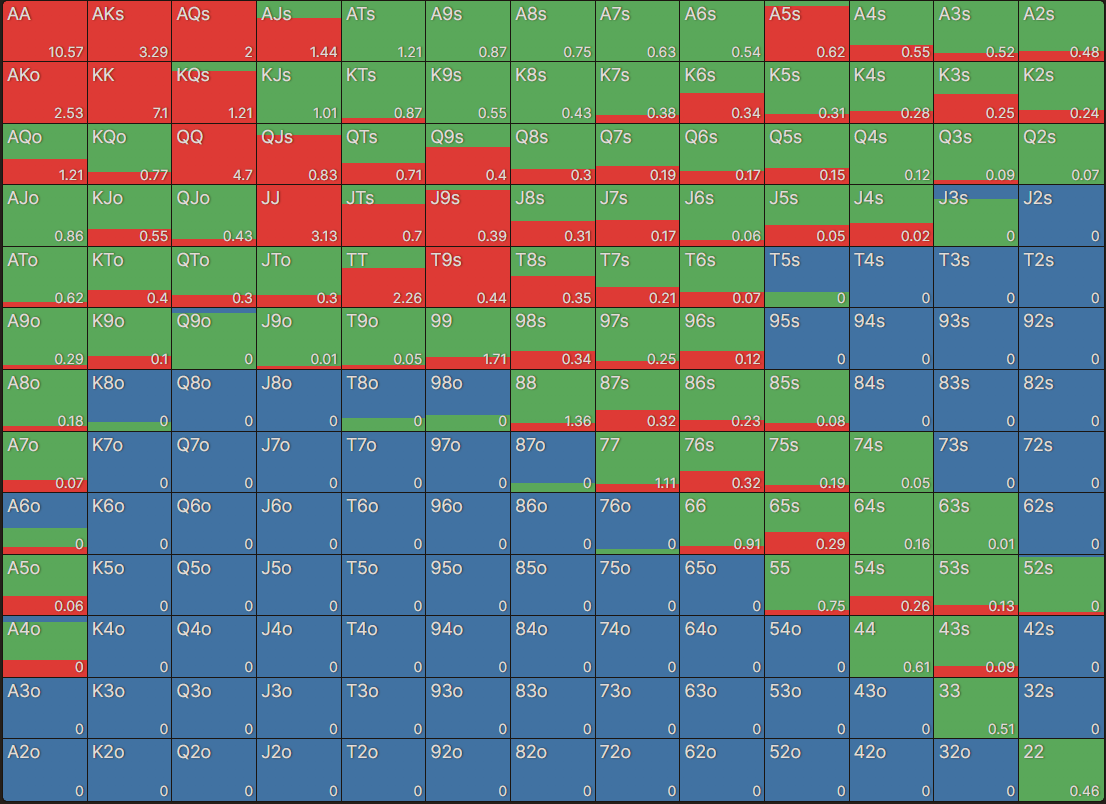 AA AKs AQs AJs ATs A9s A8s A7s A6s A5s A4s A3s A2s
10.57 3.29 2 1.44 1.21 0.87 0.75 0.63 0.54 0.62 0.55 0.52 0.48
AKo KK KQs KJs KTs K9s K8s K7s K6s K5s K4s K3s K2s
2.53 7.1 1.21 1.01 0.87 0.55 0.43 0.38 0.34 0.31 0.28 0.25 0.24
AQo KQo QQ QJs QTs Q9s Q8s Q7s Q6s Q5s Q4s Q3s Q2s
1.21 0.77 4.7 0.83 0.71 0.4 0.3 0.19 0.17 0.15 0.12 0.09 0.07
AJo KJo QJo JJ JTs J9s J8s J7s J6s J5s J4s J3s J2s
0.86 0.55 0.43 3.13 0.7 0.39 0.31 0.17 0.06 0.05 0.02 0 0
ATo KTo QTo JTo TT T9s T8s T7s T6s T5s T4s T3s T2s
0.62 0.4 0.3 0.3 2.26 0.44 0.35 0.21 0.07 0 0 0 0
A9o K9o Q9o J9o T9o 99 98s 97s 96s 95s 94s 93s 92s
0.29 0.1 0 0.01 0.05 1.71 0.34 0.25 0.12 0 0 0 0
A8o K8o Q8o J8o T8o 98o 88 87s 86s 85s 84s 83s 82s
0.18 0 0 0 0 0 1.36 0.32 0.23 0.08 0 0 0
A7o K7o Q7o J7o T7o 97o 87o 77 76s 75s 74s 73s 72s
0.07 0 0 0 0 0 0 1.11 0.32 0.19 0.05 0 0
A6o K6o Q6o J6o T6o 96o 86o 76o 66 65s 64s 63s 62s
0 0 0 0 0 0 0 0 0.91 0.29 0.16 0.01 0
A5o K5o Q5o J5o T5o 95o 85o 75o 65o 55 54s 53s 52s
0.06 0 0 0 0 0 0 0 0 0.75 0.26 0.13 0
A4o K4o Q4o J4o T4o 94o 84o 74o 64o 54o 44 43s 42s
0 0 0 0 0 0 0 0 0 0 0.61 0.09 0
A3o K3o Q3o J3o T3o 93o 83o 73o 63o 53o 43o 33 32s
0 0 0 0 0 0 0 0 0 0 0 0.51 0
A2o K2o Q2o J2o T2o 92o 82o 72o 62o 52o 42o 32o 22
0 0 0 0 0 0 0 0 0 0 0 0 0.46